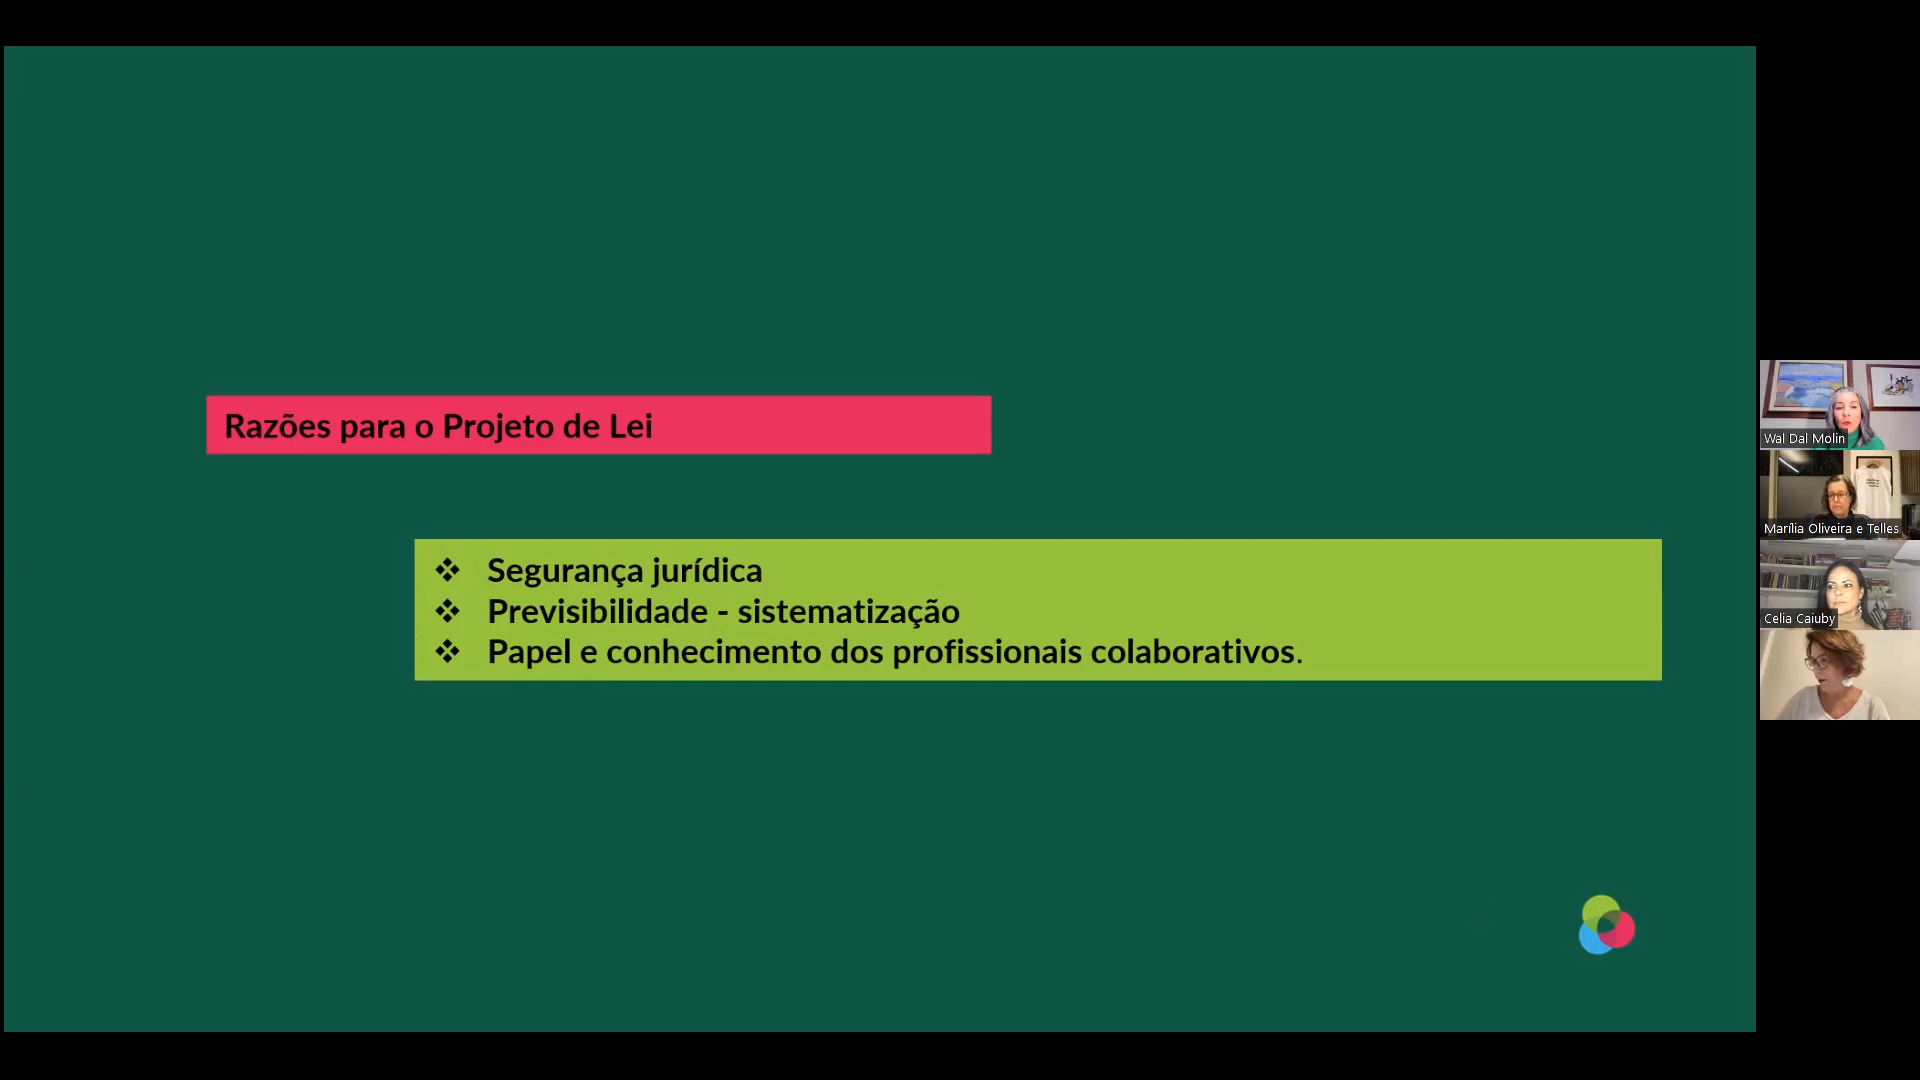 Razões para o Projeto de Lei
❖ Segurança jurídica
❖ Previsibilidade - sistematização
❖ Papel e conhecimento dos profissionais colaborativos.
Wal Dal Molin
Marília Oliveira e Telles
Celia Caiuby